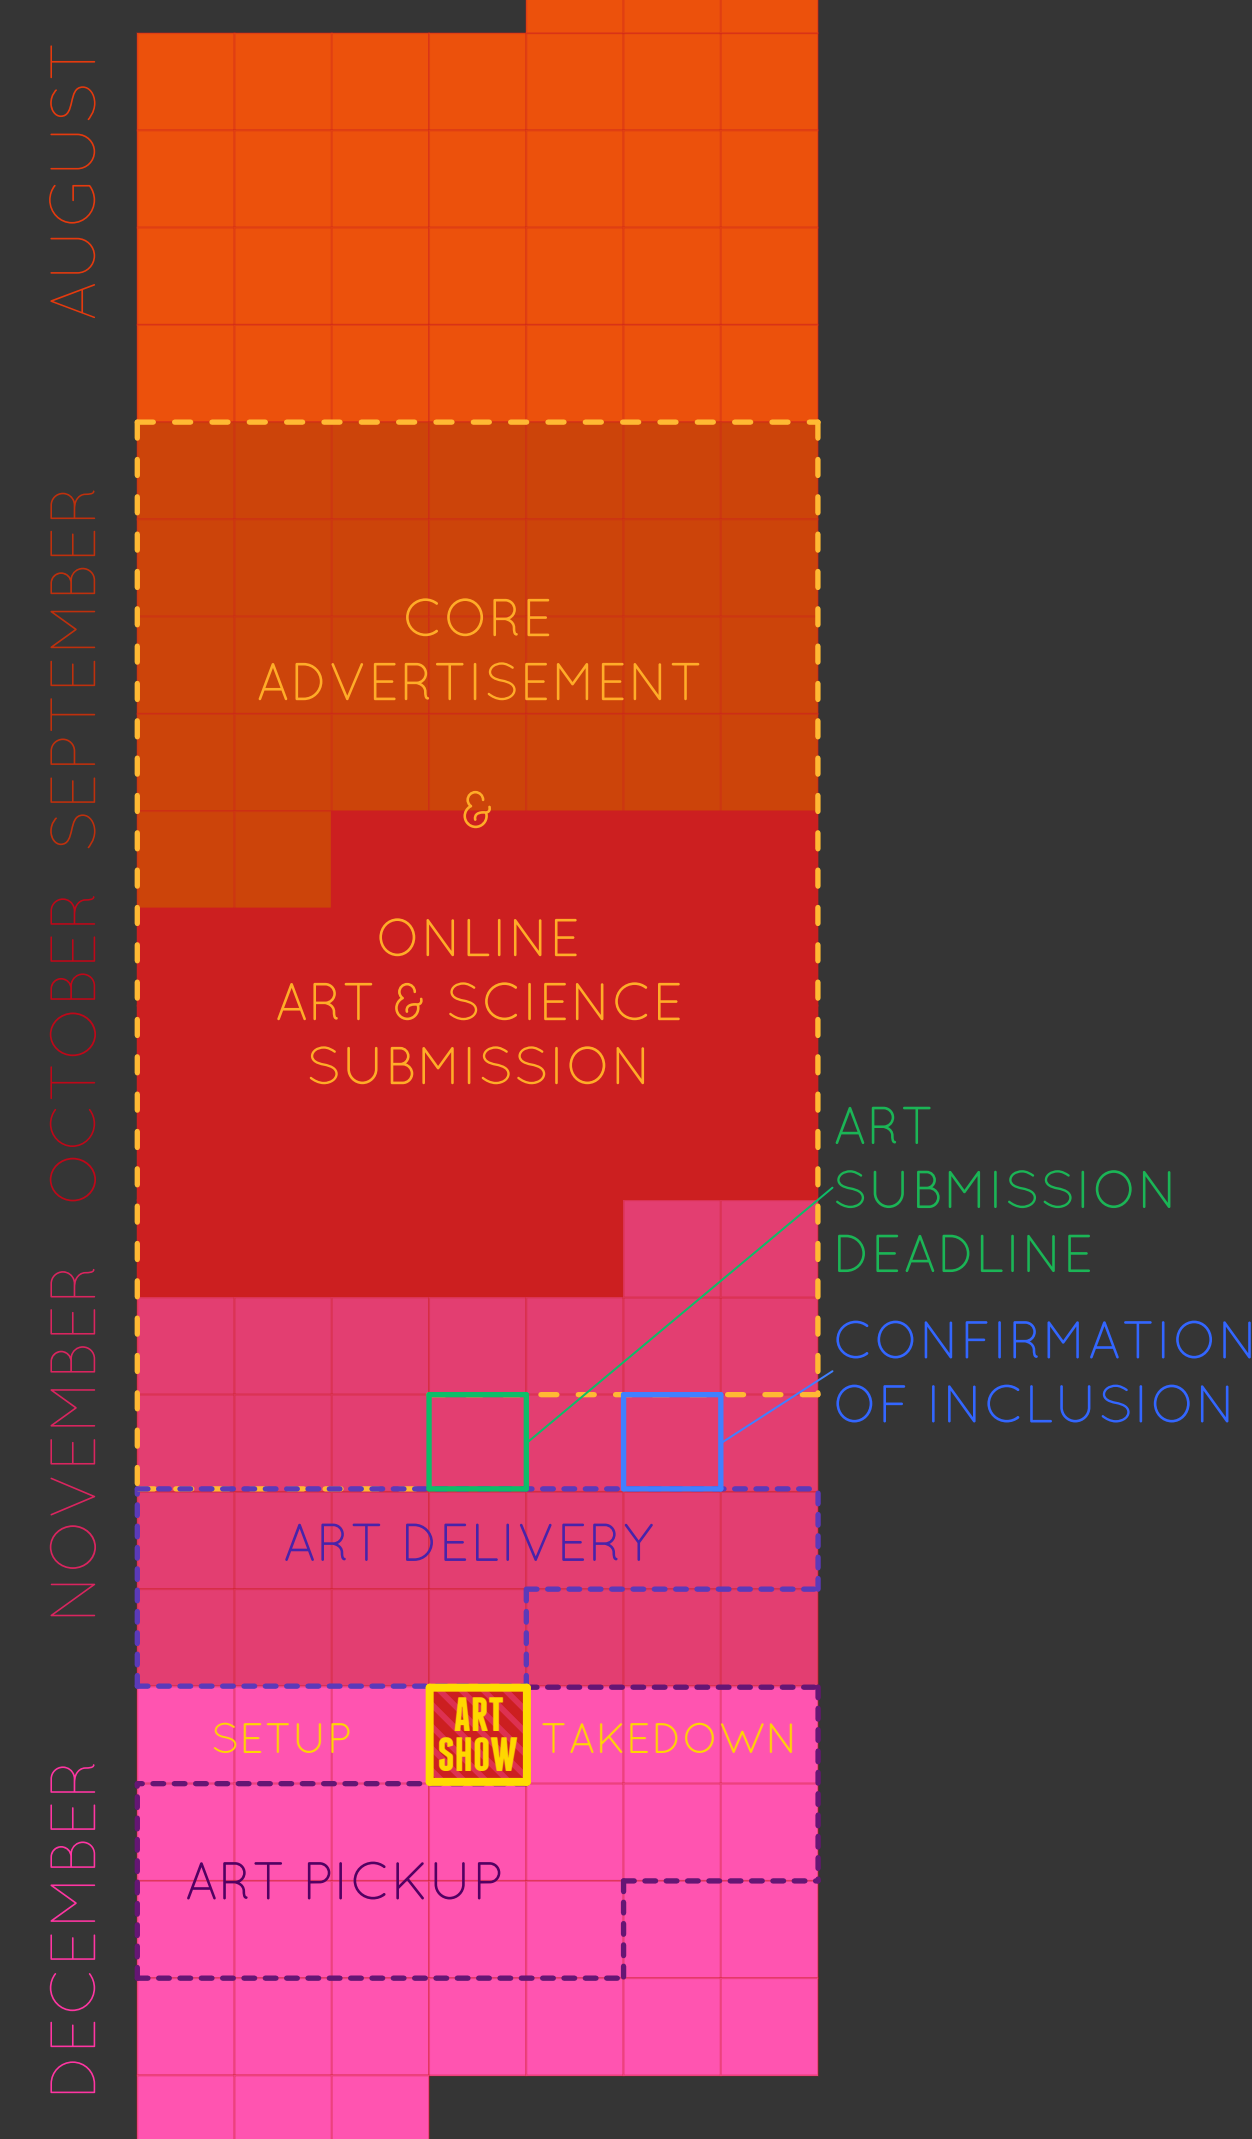 AUGUST
SEPTEMBER
CORE
ADVERTISEMENT
&
OCTOBER
ONLINE
ART & SCIENCE
SUBMISSION
ART
SUBMISSION
DEADLINE
CONFIRMATION
OF INCLUSION
NOVEMBER
ART DELIVERY
SETUP
ART
SHOW
TAKEDOWN
DECEMBER
ART PICKUP